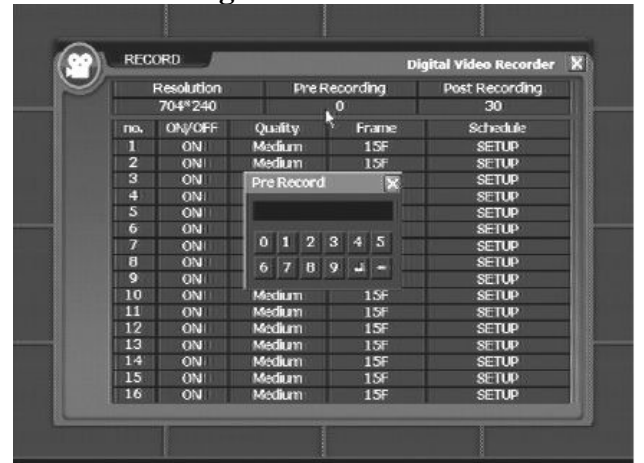 RECORD
Digital Video Recorder X
Resolution Pre Recording Post Recording
704*240 0 30
no. ON/OFF Quality Frame Schedule
1 ON Medium 15F SETUP
2 ON Medium 15F SETUP
3 ON SETUP
4 ON SETUP
5 ON SETUP
6 ON SETUP
7 ON SETUP
8 ON SETUP
9 ON SETUP
10 ON Medium 15F SETUP
11 ON Medium 15F SETUP
12 ON Medium 15F SETUP
13 ON Medium 15F SETUP
14 ON Medium 15F SETUP
15 ON Medium 15F SETUP
16 ON Medium 15F SETUP
Pre Record X
0 1 2 3 4 5
6 7 8 9